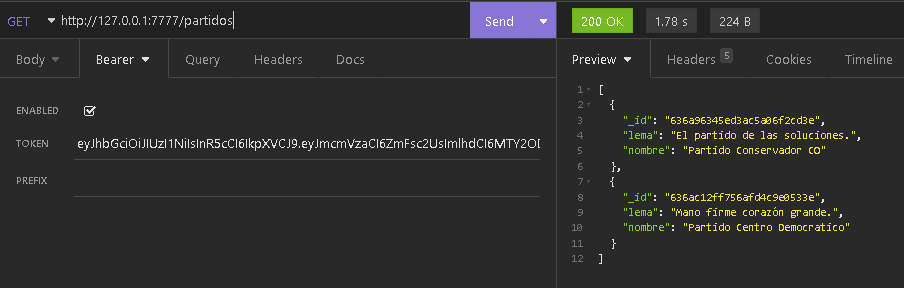 GET http://127.0.0.1:7777/partidos Send 200 OK 1.78 s 224 B
Body Bearer Query Headers Docs Preview Headers 5 Cookies Timeline
ENABLED
TOKEN eyJhbGciOiJIUzI1NiIsInR5cCI6IkpXVCJ9.eyJmcmVzaCI6ZmFsc2UsImlhdCI6MTY2OD
PREFIX
1 [
2 {
3 "_id": "636a96345ed3ac5a06f2cd3e",
4 "lema": "El partido de las soluciones.",
5 "nombre": "Partido Conservador CO"
6 },
7 {
8 "_id": "636ac12ff756afd4c9e0533e",
9 "lema": "Mano firme corazón grande.",
10 "nombre": "Partido Centro Democratico"
11 }
12 ]